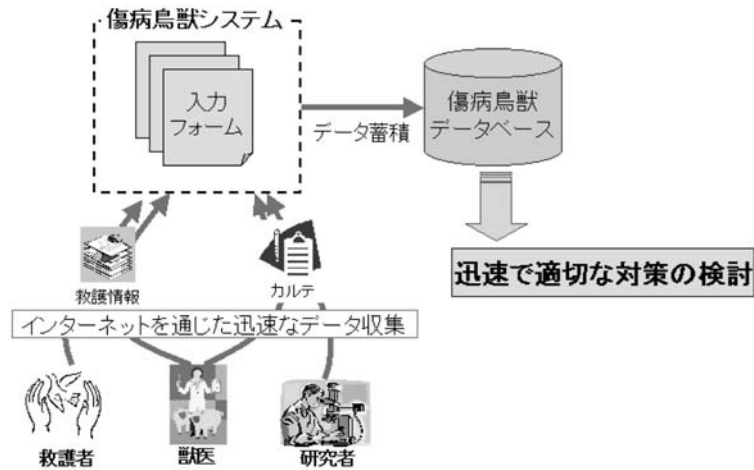 傷病鳥獣システム
入力
フォーム
データ蓄積
傷病鳥獣
データベース
迅速で適切な対策の検討
救護情報
カルテ
インターネットを通じた迅速なデータ収集
救護者
獣医
研究者